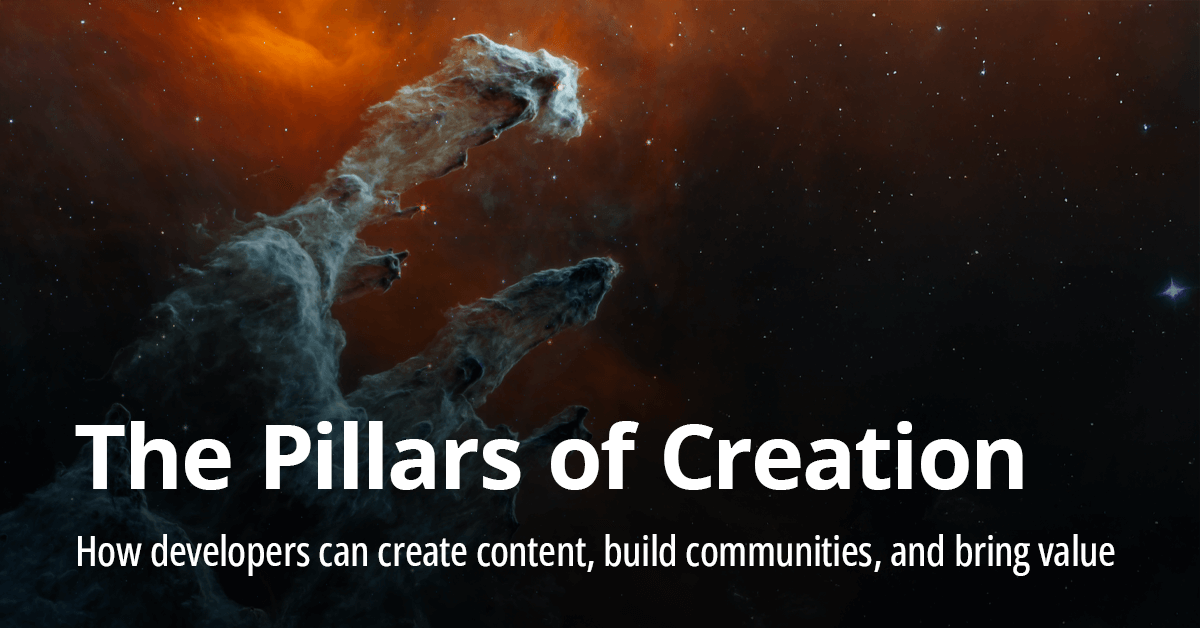 The Pillars of Creation
How developers can create content, build communities, and bring value